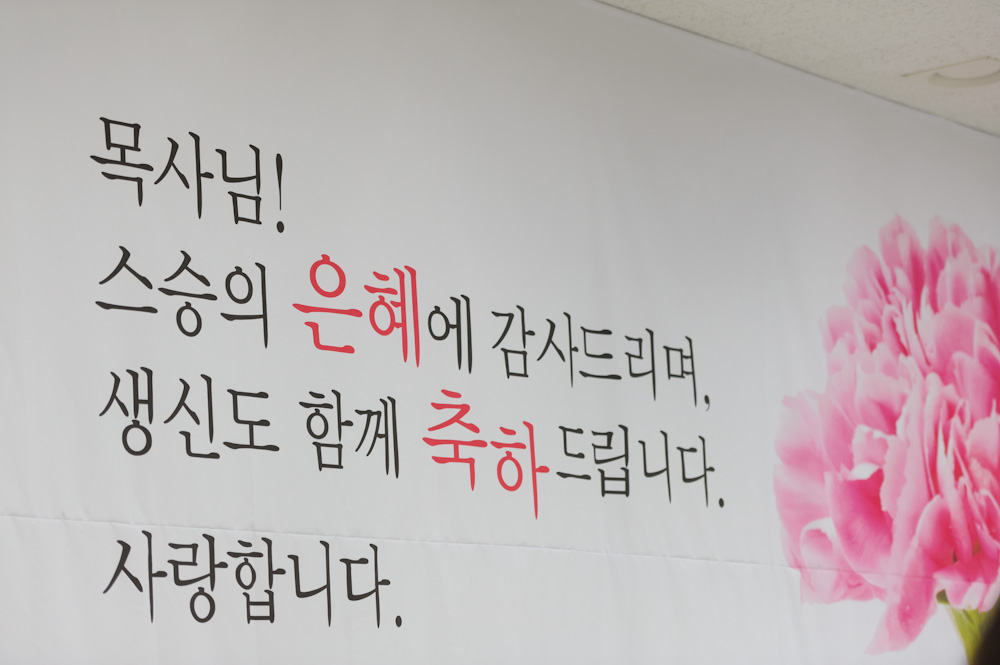 목사님!
스승의 은혜에 감사드리며,
생신도 함께 축하드립니다.
사랑합니다.